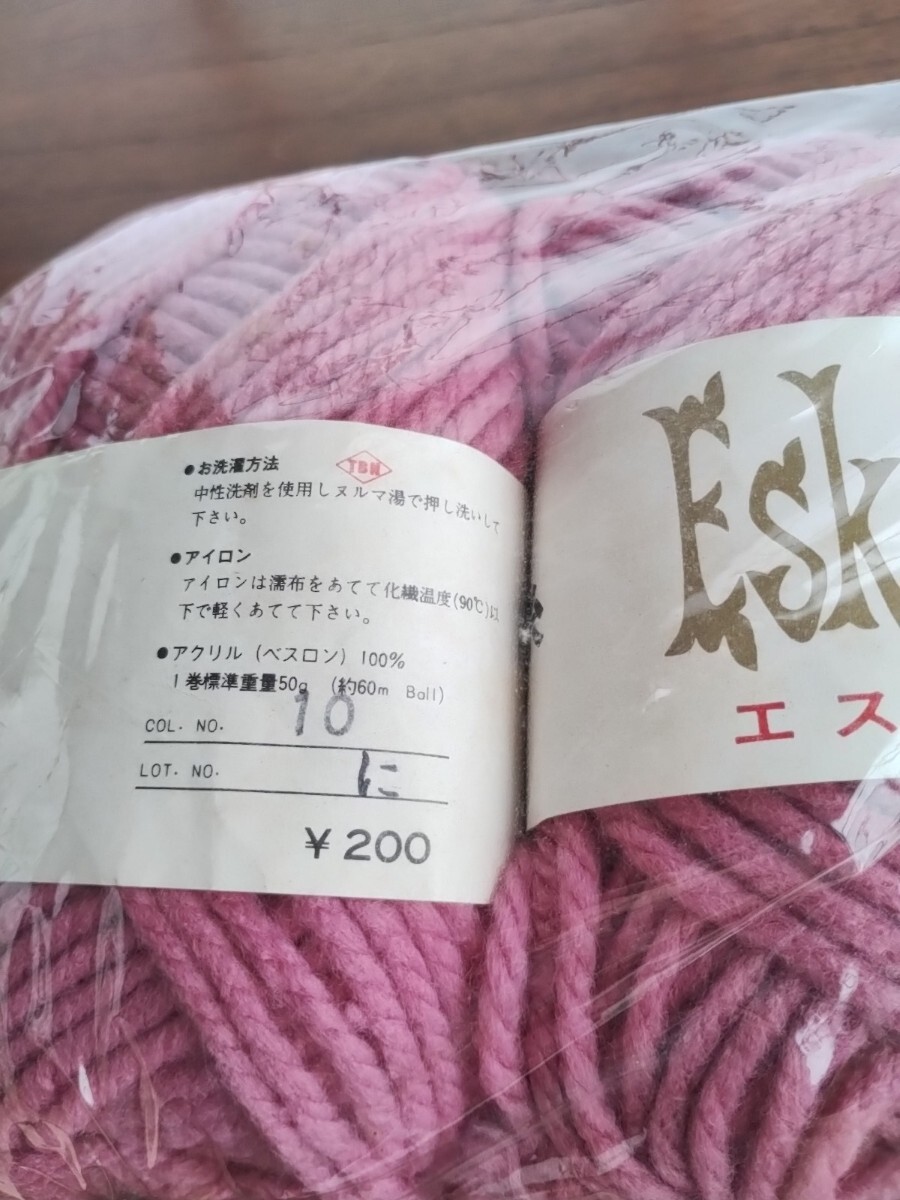 ●お洗濯方法 TBN
中性洗剤を使用しヌルマ湯で押し洗いして
下さい。
●アイロン
アイロンは濡布をあてて化繊温度(90℃)以
下で軽くあてて下さい。
●アクリル (ベスロン) 100%
1巻標準重量50g (約60m Ball)
COL. NO. 10
LOT. NO. に
¥200
Esk
エス